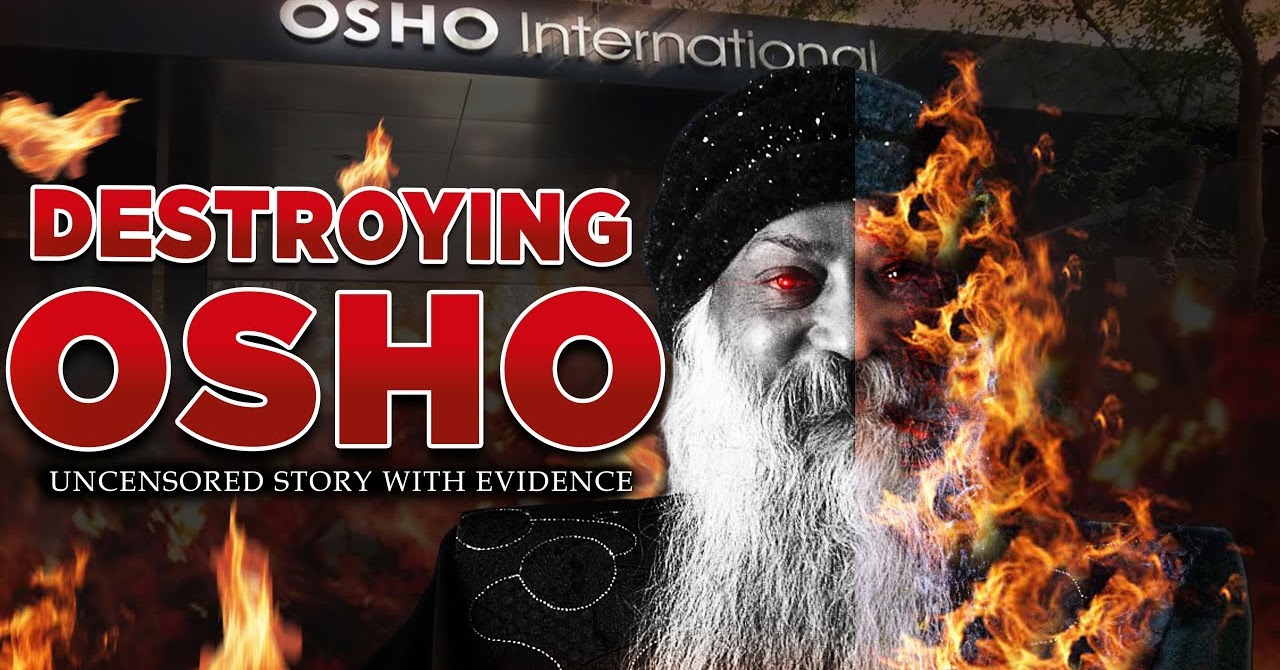 OSHO International
DESTROYING
OSHO
UNCENSORED STORY WITH EVIDENCE